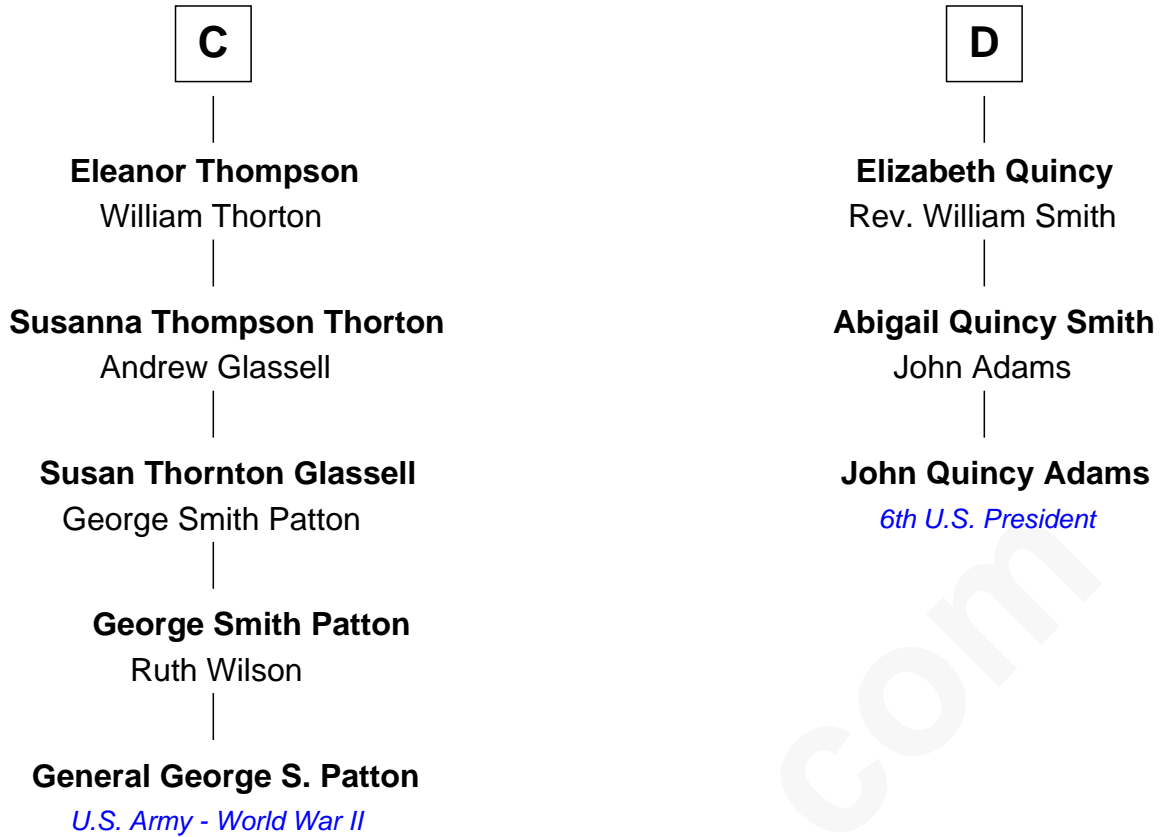 C
Eleanor Thompson
William Thorton
Susanna Thompson Thorton
Andrew Glassell
Susan Thornton Glassell
George Smith Patton
George Smith Patton
Ruth Wilson
General George S. Patton
U.S. Army - World War II
D
Elizabeth Quincy
Rev. William Smith
Abigail Quincy Smith
John Adams
John Quincy Adams
6th U.S. President
com